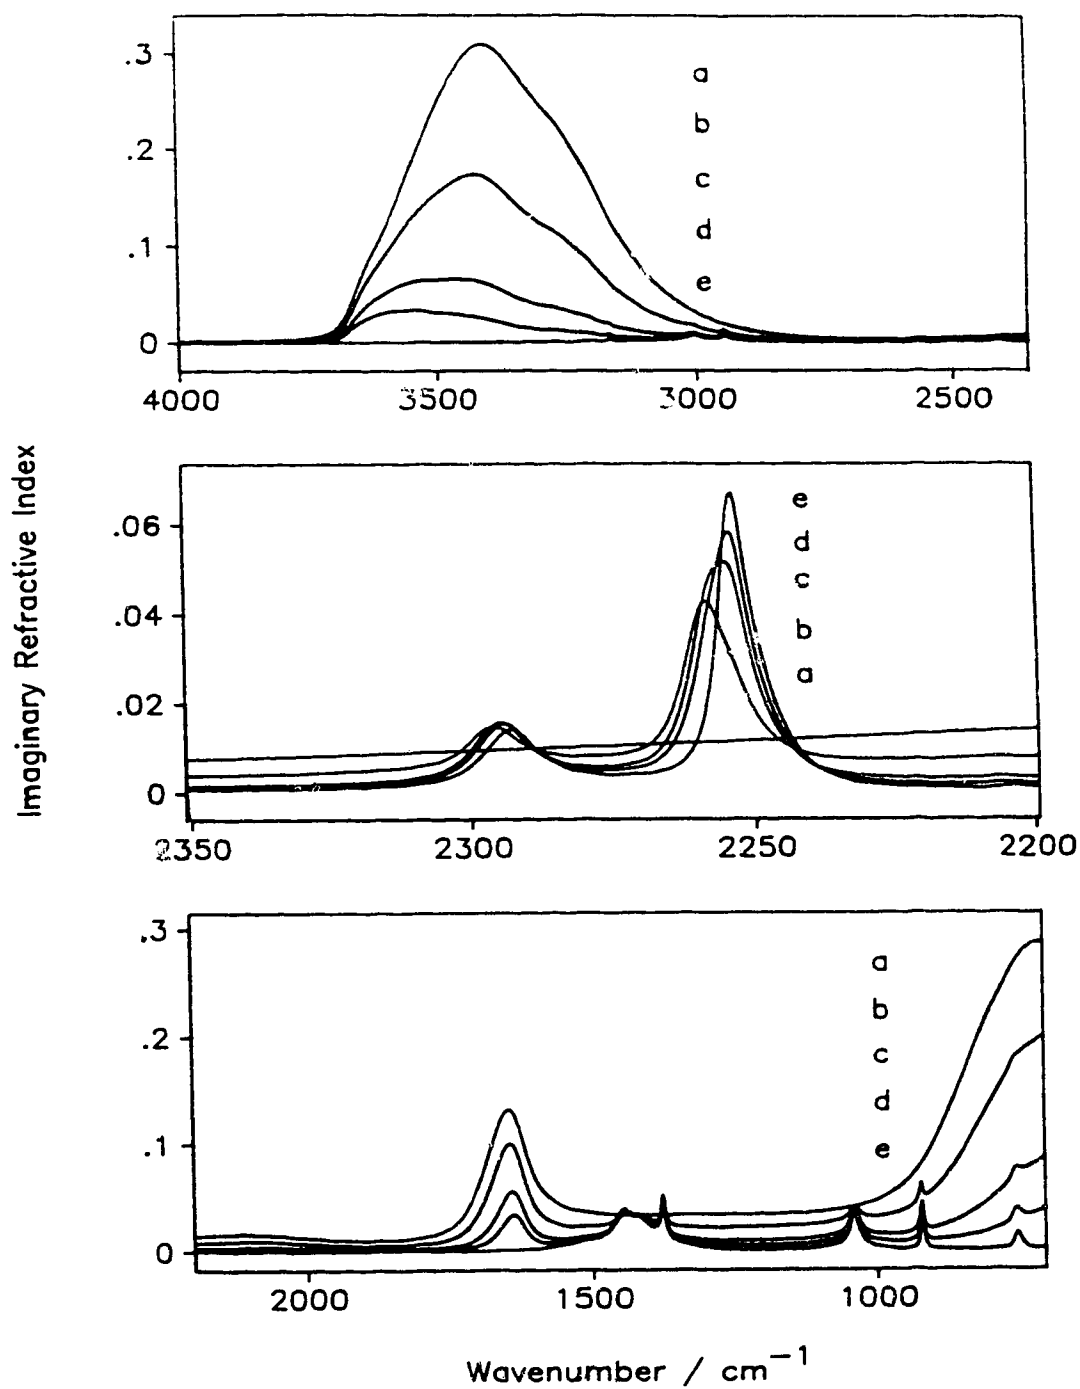 .3
.2
.1
0
a
b
c
d
e
4000 3500 3000 2500
Imaginary Refractive Index
.06
.04
.02
0
e
d
c
b
a
2350 2300 2250 2200
.3
.2
.1
0
a
b
c
d
e
2000 1500 1000
Wavenumber / cm⁻¹